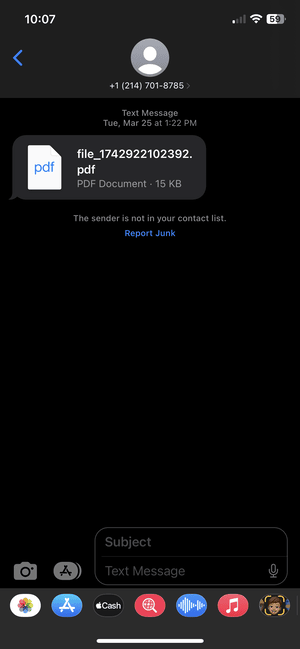 10:07
59
+1 (214) 701-8785
Text Message
Tue, Mar 25 at 1:22 PM
pdf
file_1742922102392.
pdf
PDF Document · 15 KB
The sender is not in your contact list.
Report Junk
Subject
Text Message
Cash